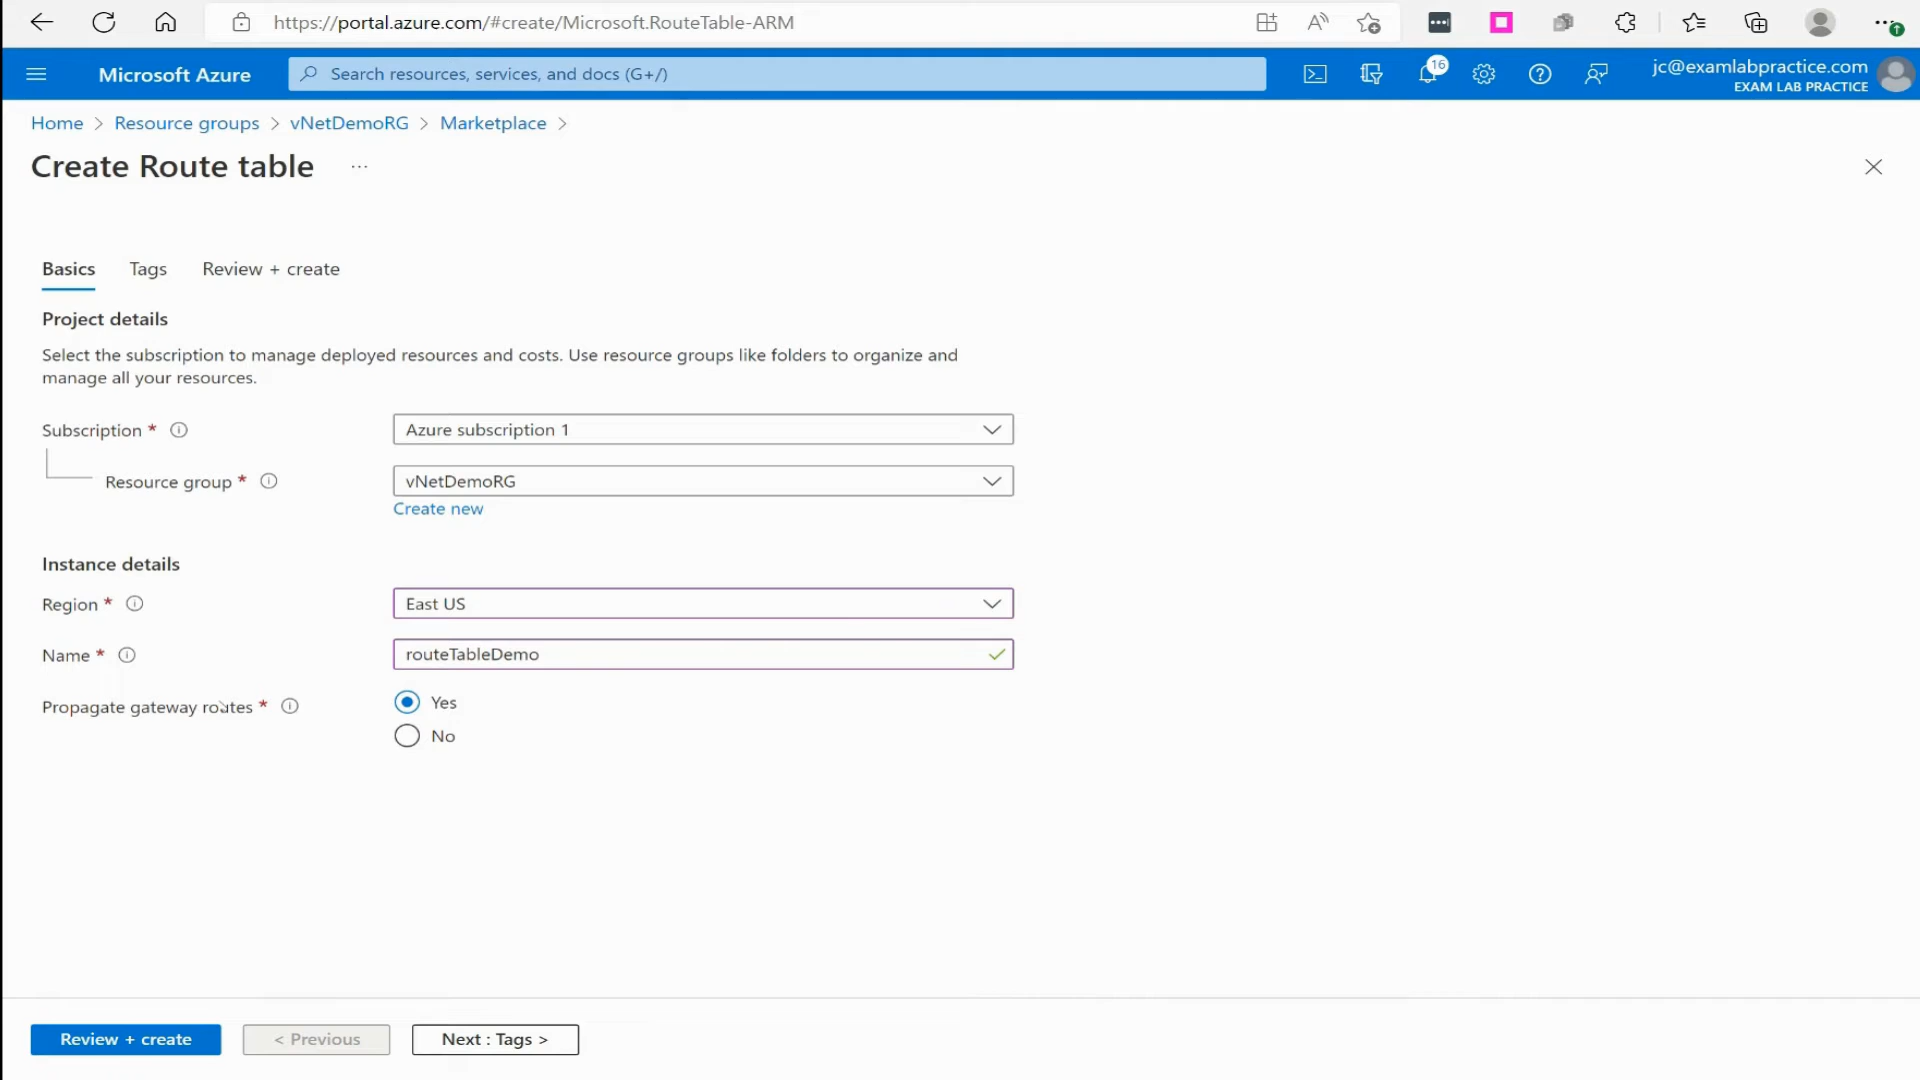 https://portal.azure.com/#create/Microsoft.RouteTable-ARM
Microsoft Azure
Search resources, services, and docs (G+/)
16
jc@examlabpractice.com
EXAM LAB PRACTICE
Home > Resource groups > vNetDemoRG > Marketplace >
Create Route table ...
Basics Tags Review + create
Project details
Select the subscription to manage deployed resources and costs. Use resource groups like folders to organize and
manage all your resources.
Subscription * Azure subscription 1
Resource group * vNetDemoRG
Create new
Instance details
Region * East US
Name * routeTableDemo
Propagate gateway routes * Yes
No
Review + create < Previous Next : Tags >